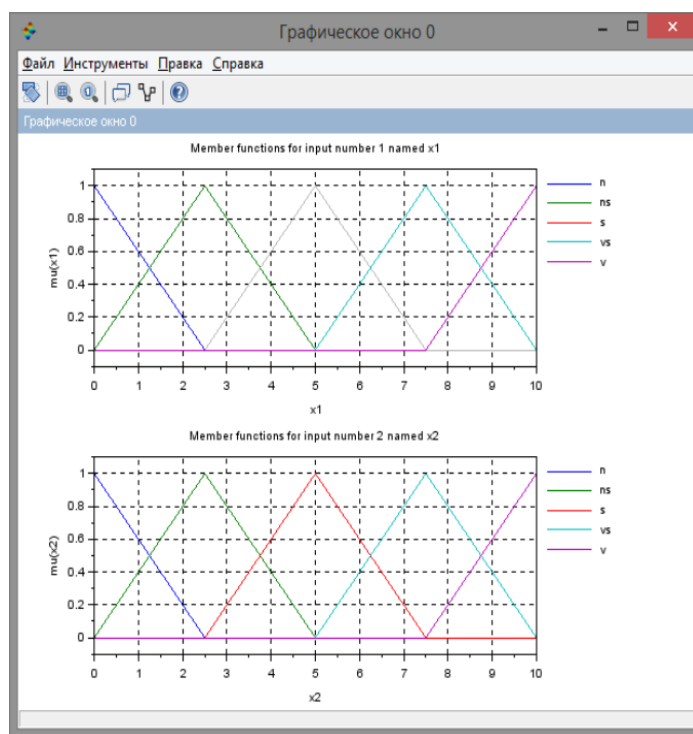 Графическое окно 0
Файл Инструменты Правка Справка
Графическое окно 0
Member functions for input number 1 named x1
mu(x1)
1
0.8
0.6
0.4
0.2
0
0 1 2 3 4 5 6 7 8 9 10
x1
n
ns
s
vs
v
Member functions for input number 2 named x2
mu(x2)
1
0.8
0.6
0.4
0.2
0
0 1 2 3 4 5 6 7 8 9 10
x2
n
ns
s
vs
v